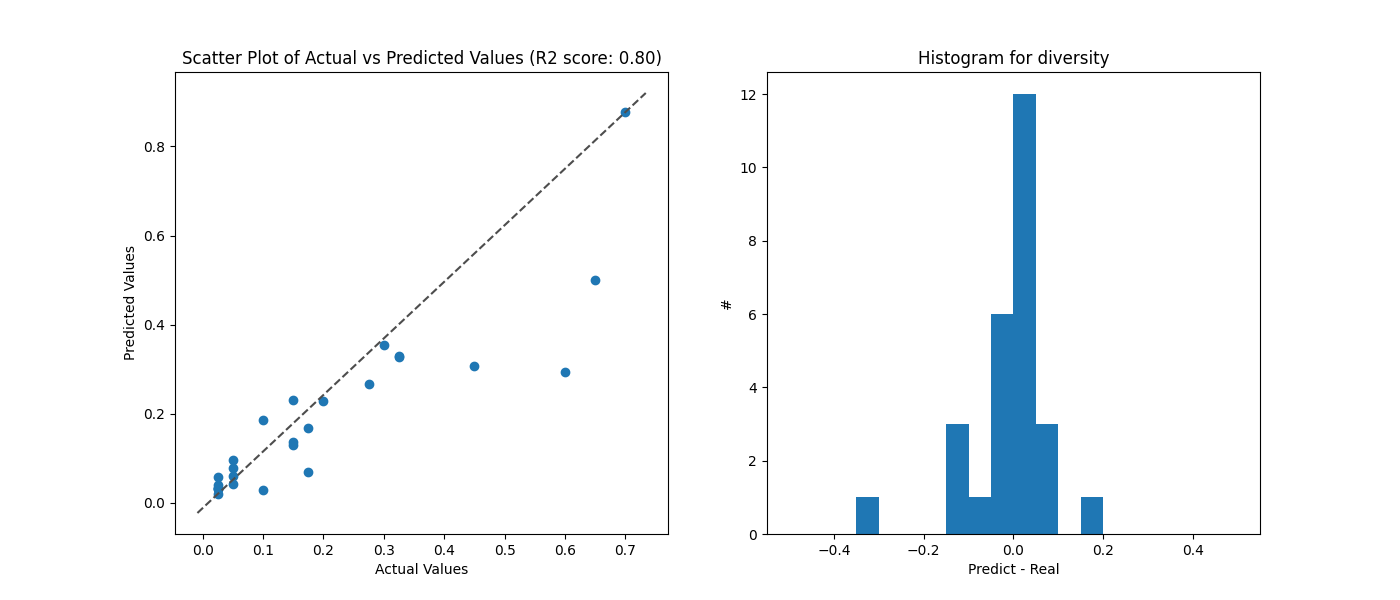 Scatter Plot of Actual vs Predicted Values (R2 score: 0.80)
Predicted Values
0.8
0.6
0.4
0.2
0.0
0.0 0.1 0.2 0.3 0.4 0.5 0.6 0.7
Actual Values
Histogram for diversity
#
12
10
8
6
4
2
0
−0.4 −0.2 0.0 0.2 0.4
Predict - Real